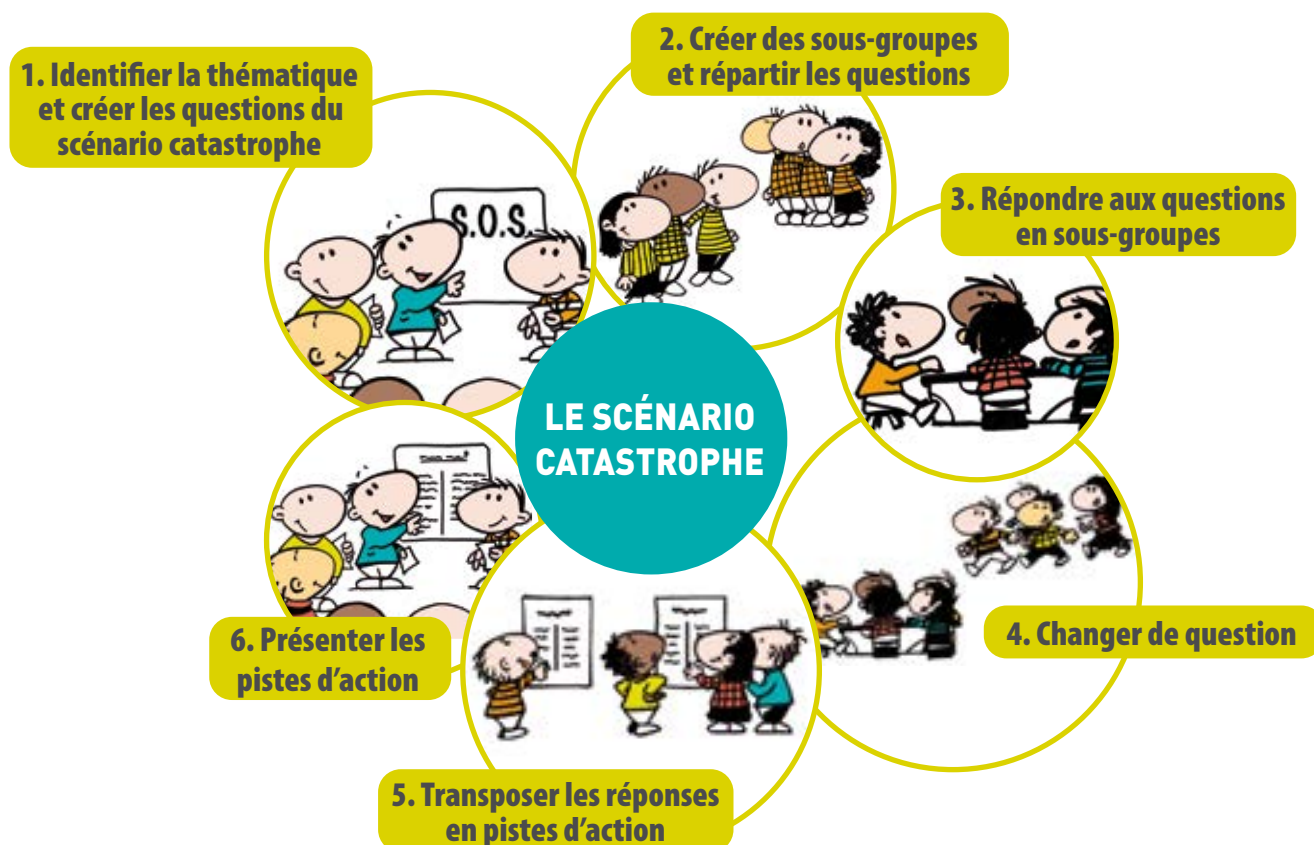 1. Identifier la thématique
et créer les questions du
scénario catastrophe
2. Créer des sous-groupes
et répartir les questions
3. Répondre aux questions
en sous-groupes
4. Changer de question
5. Transposer les réponses
en pistes d’action
6. Présenter les
pistes d’action
LE SCÉNARIO
CATASTROPHE
S.O.S.